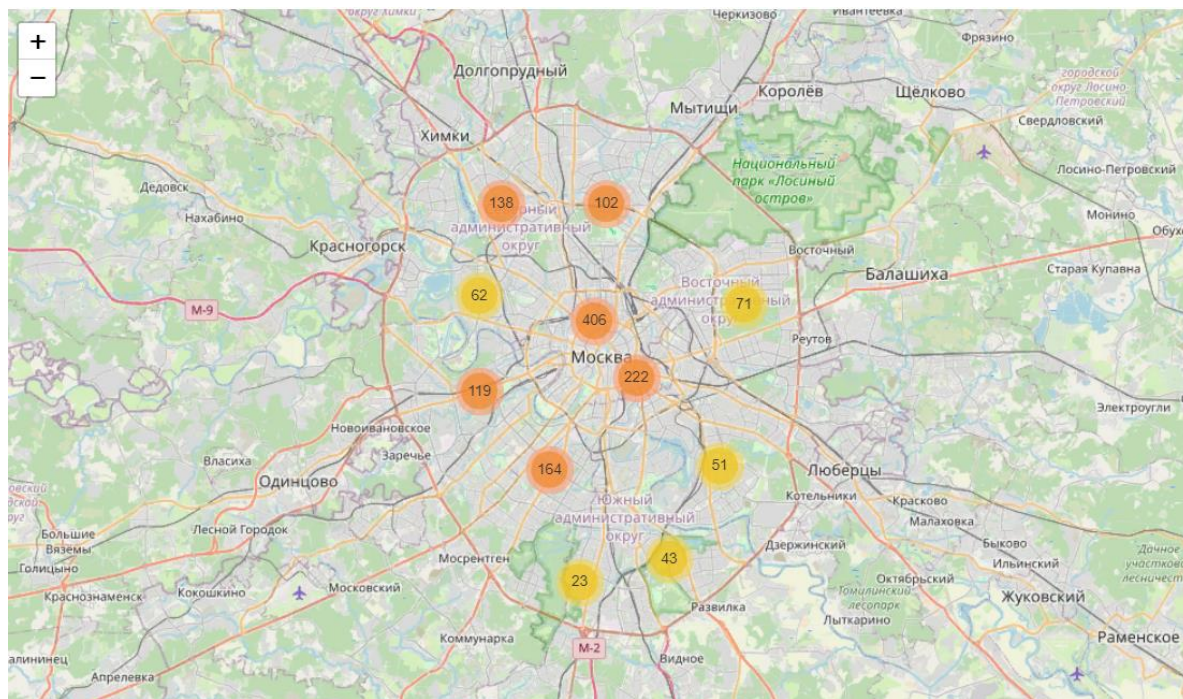 округ Химки
Черкизово
Ивантеевка
Фрязино
+
−
Долгопрудный
Королёв
Щёлково
городской
округ Лосино
Петровский
Мытищи
Свердловский
Химки
Национальный
парк «Лосиный
остров»
Лосино-Петровский
Дедовск
Нахабино
138
102
административный
округ
Монино
Красногорск
Восточный
Балашиха
Старая Купавна
62
Восточный
71
М-9
406
Реутов
Москва
222
119
Электроугли
Новоивановское
Заречье
Власиха
164
51
Люберцы
Одинцово
Котельники
Красково
Южный
административный
округ
Малаховка
Лесной Городок
Большие
Вяземы
Голицыно
Мосрентген
43
Дзержинский
Быково
Ильинский
Дачное
Краснознаменск
Кокошкино
Московский
23
Октябрьский
Томилинский
лесопарк
Жуковский
Развилка
Лыткарино
Коммунарка
М-2
Видное
Раменское
Апрелевка